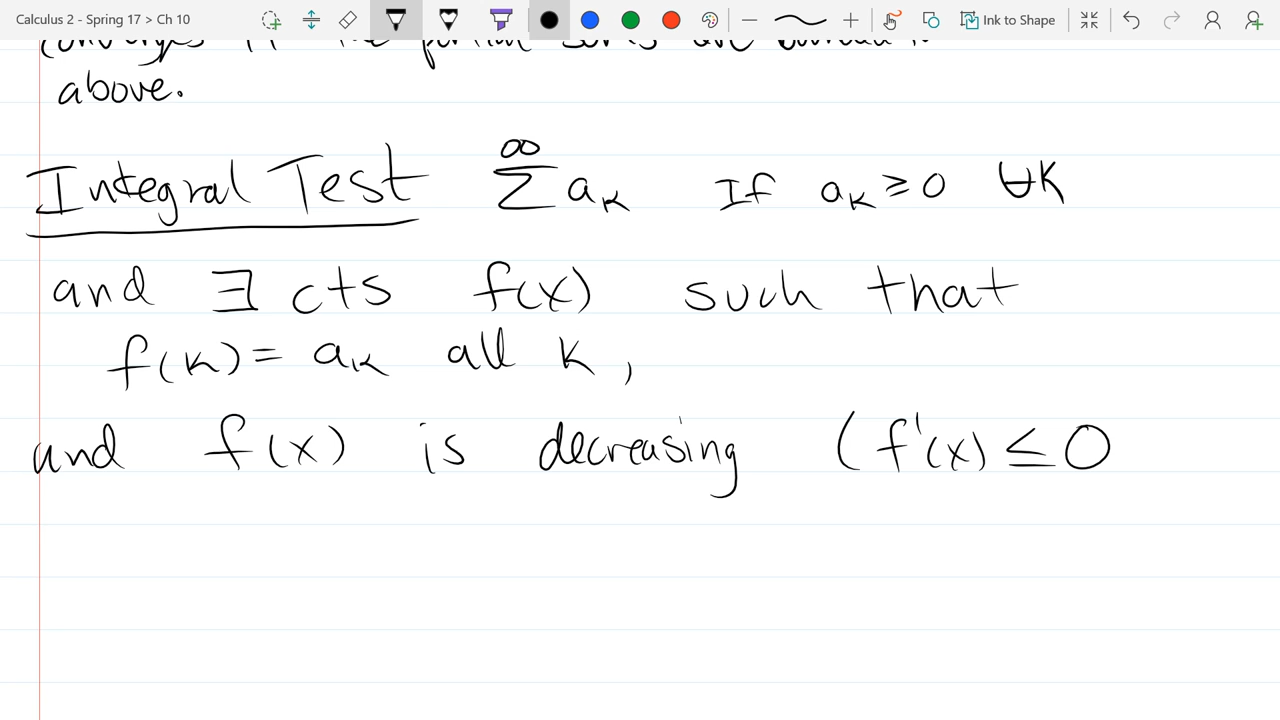 Calculus 2 - Spring 17 > Ch 10
Ink to Shape
above.
Integral Test ∑^∞ a_k If a_k ≥ 0 ∀k
and ∃ cts f(x) such that
f(k) = a_k all k,
and f(x) is decreasing (f'(x) ≤ 0